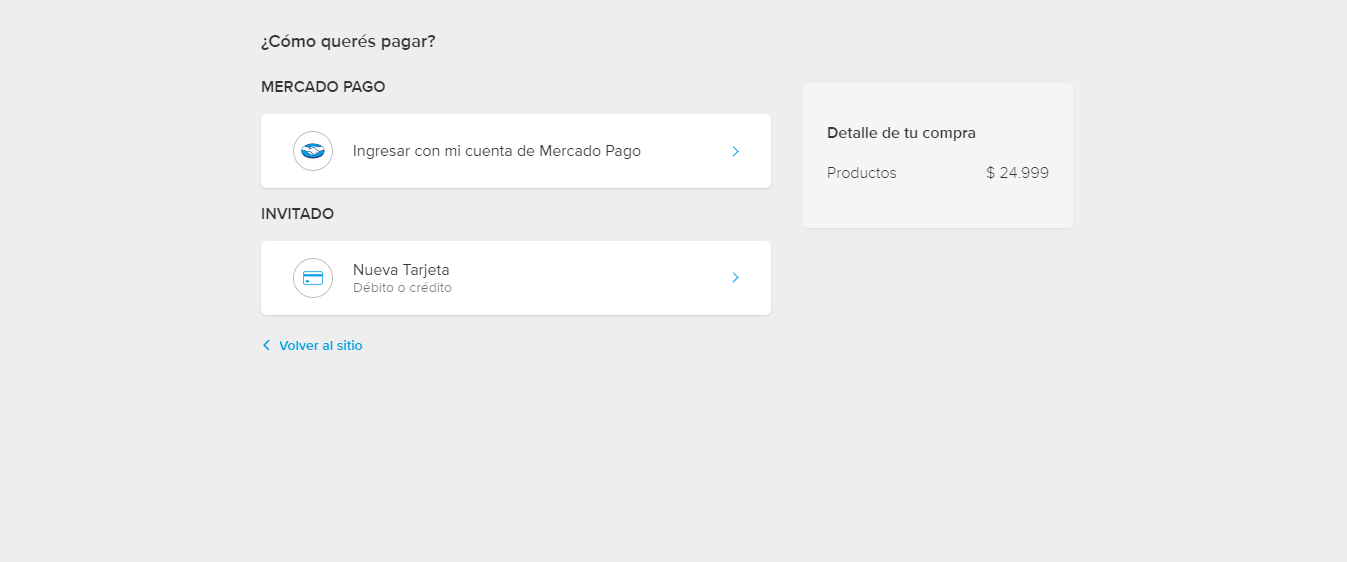 ¿Cómo querés pagar?
MERCADO PAGO
Ingresar con mi cuenta de Mercado Pago
INVITADO
Nueva Tarjeta
Débito o crédito
Volver al sitio
Detalle de tu compra
Productos $ 24.999